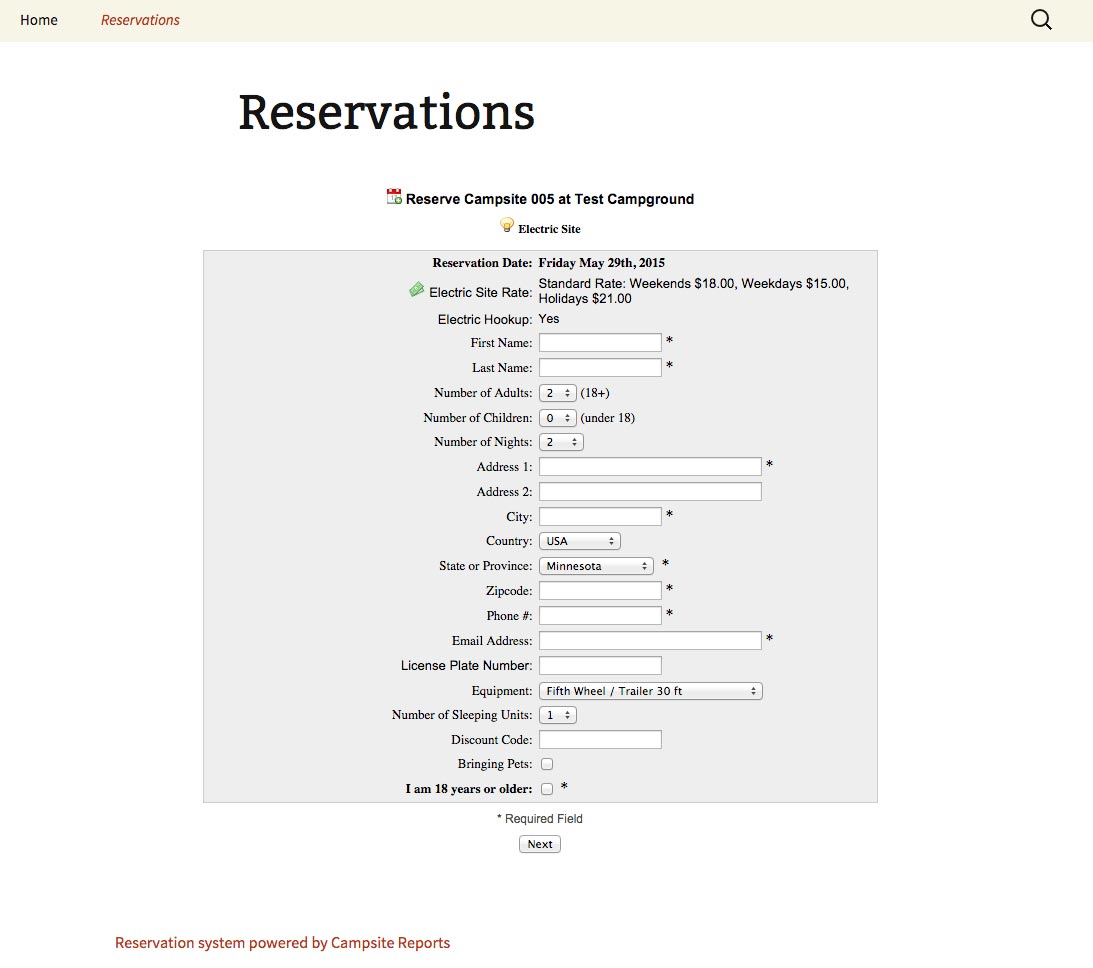 Home Reservations
Reservations
Reserve Campsite 005 at Test Campground
Electric Site
Reservation Date: Friday May 29th, 2015
Electric Site Rate: Standard Rate: Weekends $18.00, Weekdays $15.00,
Holidays $21.00
Electric Hookup: Yes
First Name: *
Last Name: *
Number of Adults: 2 (18+)
Number of Children: 0 (under 18)
Number of Nights: 2
Address 1: *
Address 2:
City: *
Country: USA
State or Province: Minnesota *
Zipcode: *
Phone #: *
Email Address: *
License Plate Number:
Equipment: Fifth Wheel / Trailer 30 ft
Number of Sleeping Units: 1
Discount Code:
Bringing Pets:
I am 18 years or older: *
* Required Field
Next
Reservation system powered by Campsite Reports